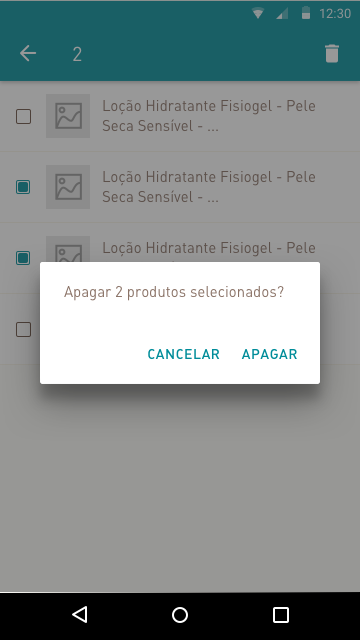 12:30
2
Loção Hidratante Fisiogel - Pele
Seca Sensível - ...
Loção Hidratante Fisiogel - Pele
Seca Sensível - ...
Loção Hidratante Fisiogel - Pele
Apagar 2 produtos selecionados?
CANCELAR APAGAR